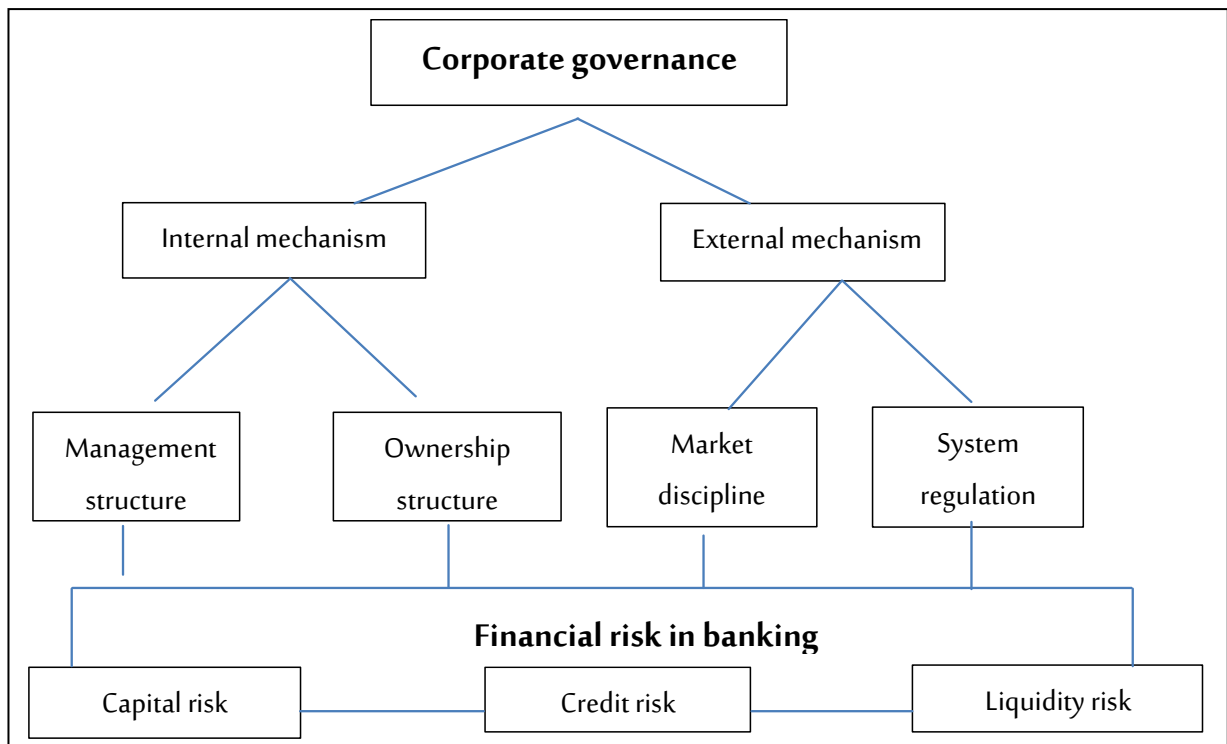 Corporate governance
Internal mechanism
External mechanism
Management
structure
Ownership
structure
Market
discipline
System
regulation
Financial risk in banking
Capital risk
Credit risk
Liquidity risk